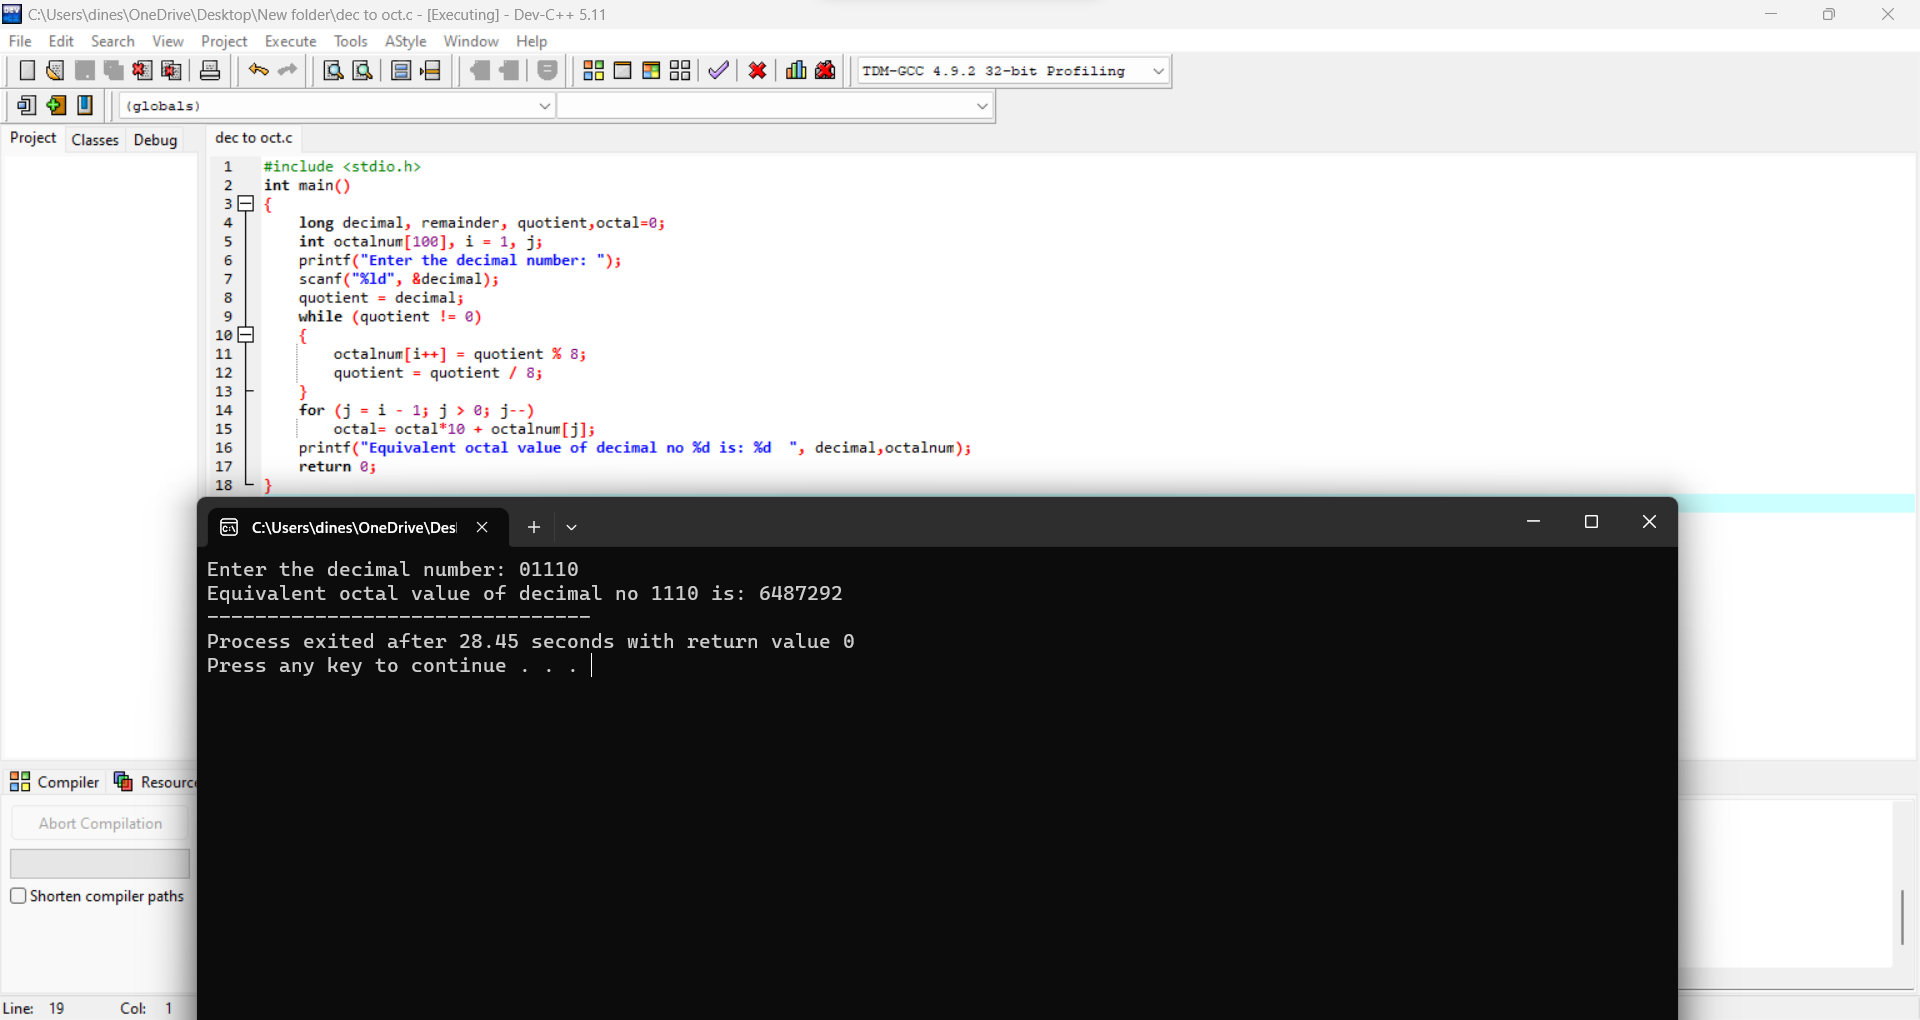 C:\Users\dines\OneDrive\Desktop\New folder\dec to oct.c - [Executing] - Dev-C++ 5.11
File Edit Search View Project Execute Tools AStyle Window Help
TDM-GCC 4.9.2 32-bit Profiling
(globals)
Project Classes Debug
dec to oct.c
1 #include <stdio.h>
2 int main()
3 {
4 long decimal, remainder, quotient,octal=0;
5 int octalnum[100], i = 1, j;
6 printf("Enter the decimal number: ");
7 scanf("%ld", &decimal);
8 quotient = decimal;
9 while (quotient != 0)
10 {
11 octalnum[i++] = quotient % 8;
12 quotient = quotient / 8;
13 }
14 for (j = i - 1; j > 0; j--)
15 octal= octal*10 + octalnum[j];
16 printf("Equivalent octal value of decimal no %d is: %d  ", decimal,octalnum);
17 return 0;
18 }
C:\Users\dines\OneDrive\Des
Enter the decimal number: 01110
Equivalent octal value of decimal no 1110 is: 6487292
--------------------------------
Process exited after 28.45 seconds with return value 0
Press any key to continue . . .
Compiler Resource
Abort Compilation
Shorten compiler paths
Line: 19 Col: 1